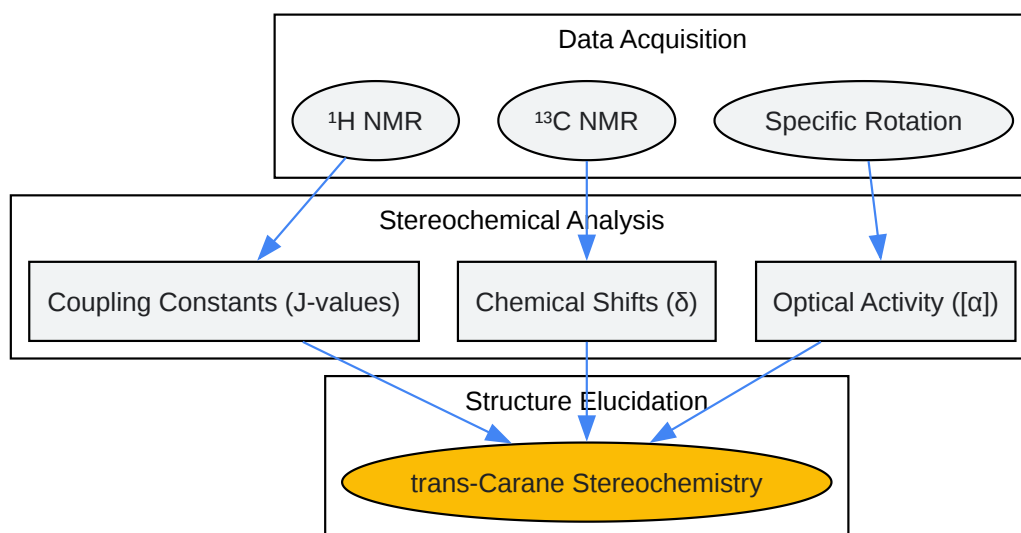 Data Acquisition
¹H NMR
¹³C NMR
Specific Rotation
Stereochemical Analysis
Coupling Constants (J-values)
Chemical Shifts (δ)
Optical Activity ([α])
Structure Elucidation
trans-Carane Stereochemistry